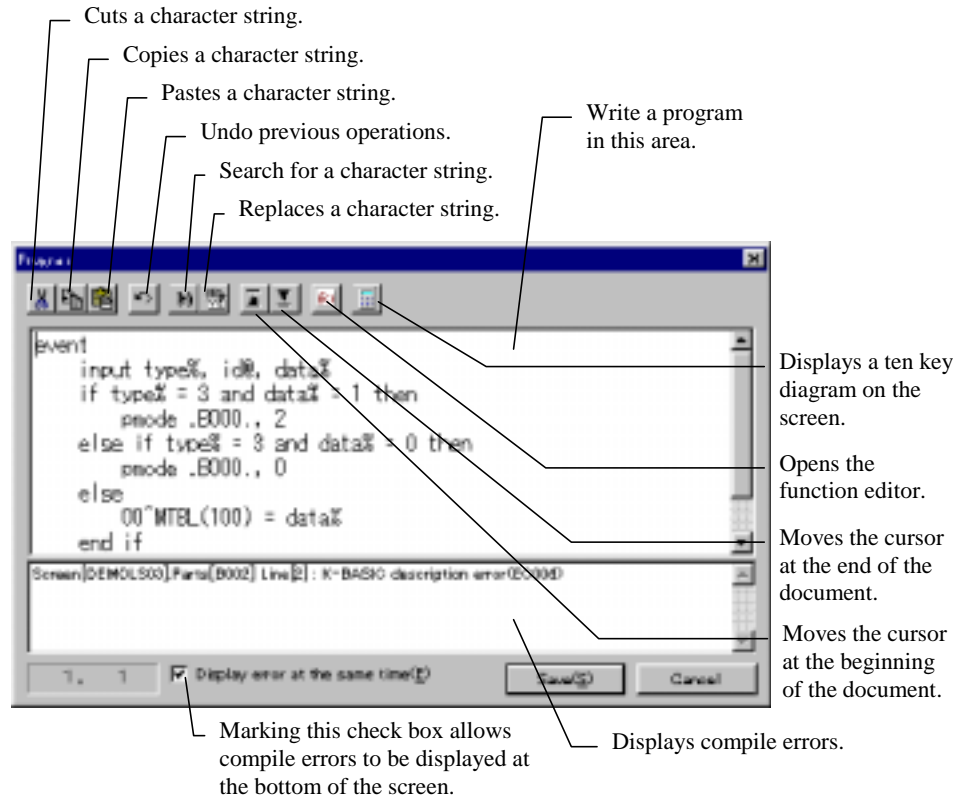 Cuts a character string.
Copies a character string.
Pastes a character string.
Undo previous operations.
Search for a character string.
Replaces a character string.
Write a program
in this area.
Program
event
input type%, id@, data%
if type% = 3 and data% = 1 then
pmode .B000., 2
else if type% = 3 and data% = 0 then
pmode .B000., 0
else
00^MTBL(100) = data%
end if
Screen[DEMOLS03].Parts[B002] Line[2] : K-BASIC description error
1, 1
Display error at the same time(E)
Save(S)
Cancel
Displays a ten key
diagram on the
screen.
Opens the
function editor.
Moves the cursor
at the end of the
document.
Moves the cursor
at the beginning
of the document.
Marking this check box allows
compile errors to be displayed at
the bottom of the screen.
Displays compile errors.